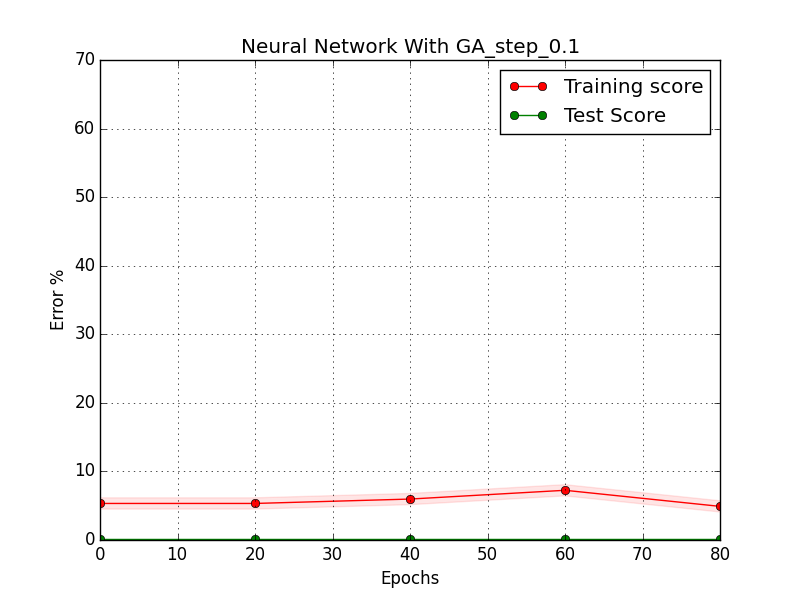 Neural Network With GA_step_0.1
Training score
Test Score
70
60
50
40
30
20
10
0
Error %
0 10 20 30 40 50 60 70 80
Epochs